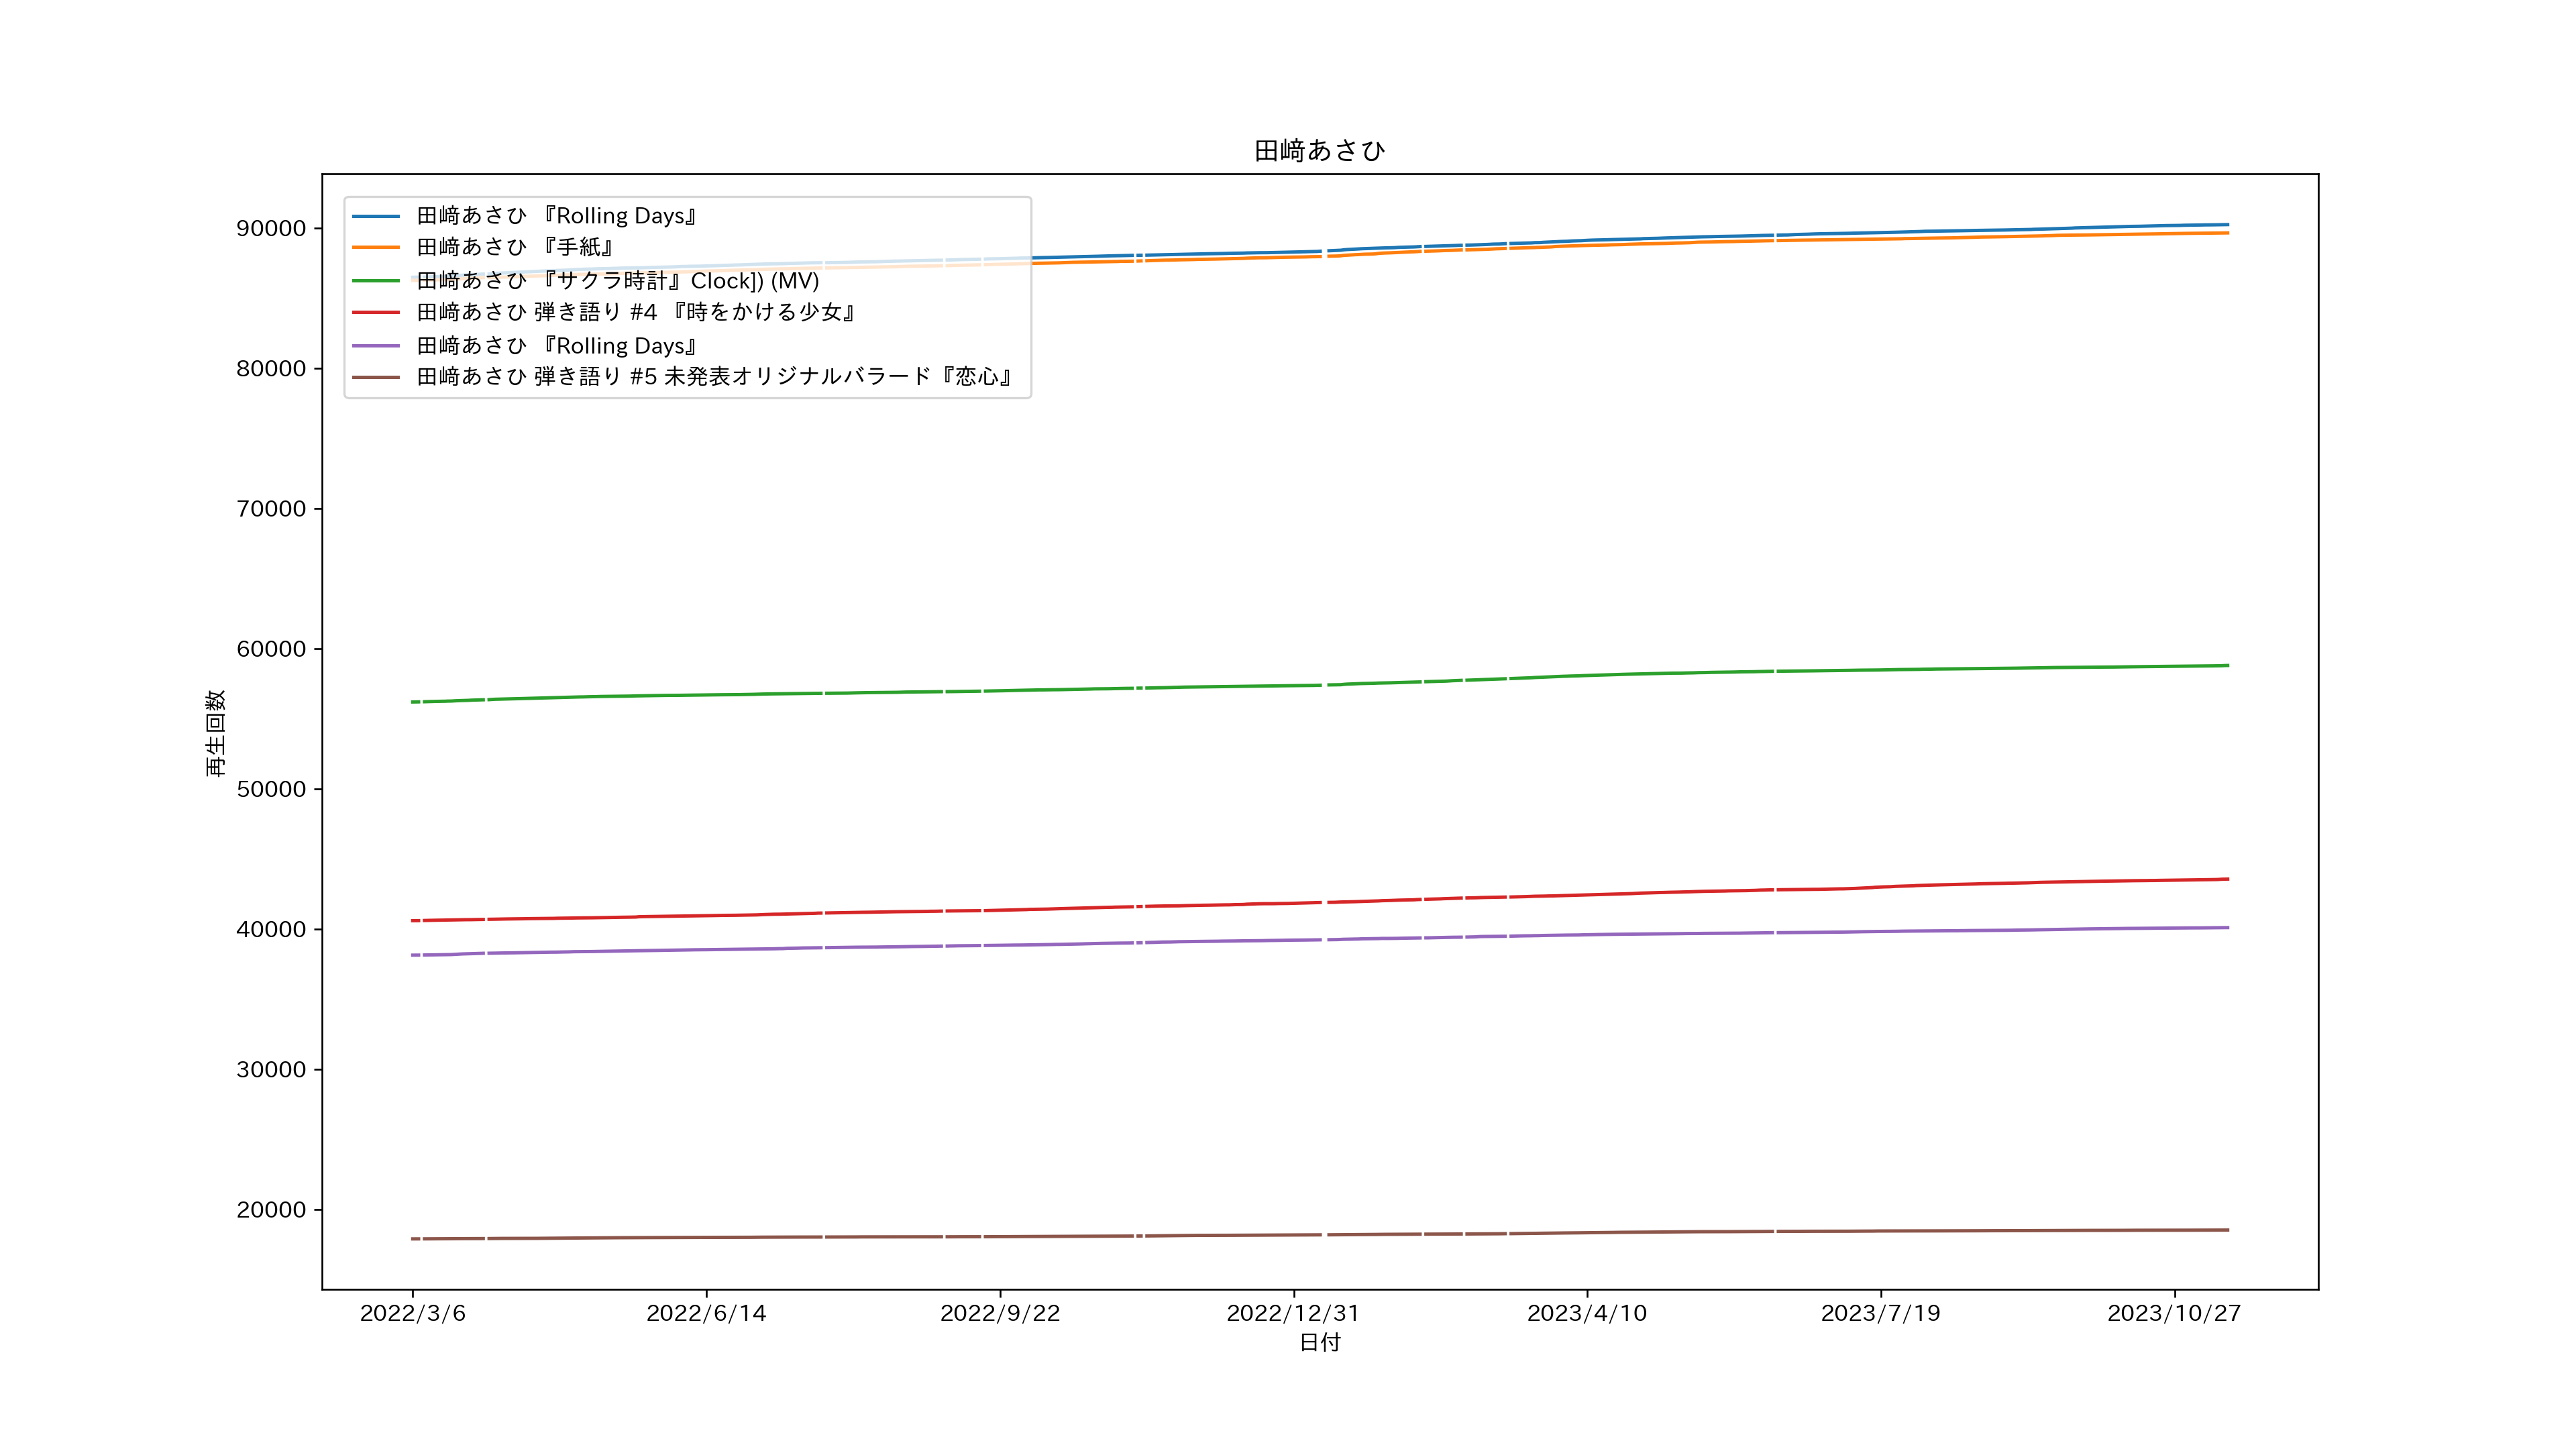 田﨑あさひ
田﨑あさひ 『Rolling Days』
田﨑あさひ 『手紙』
田﨑あさひ 『サクラ時計』Clock]) (MV)
田﨑あさひ 弾き語り #4 『時をかける少女』
田﨑あさひ 『Rolling Days』
田﨑あさひ 弾き語り #5 未発表オリジナルバラード『恋心』
90000
80000
70000
60000
50000
40000
30000
20000
再生回数
2022/3/6
2022/6/14
2022/9/22
2022/12/31
2023/4/10
2023/7/19
2023/10/27
日付